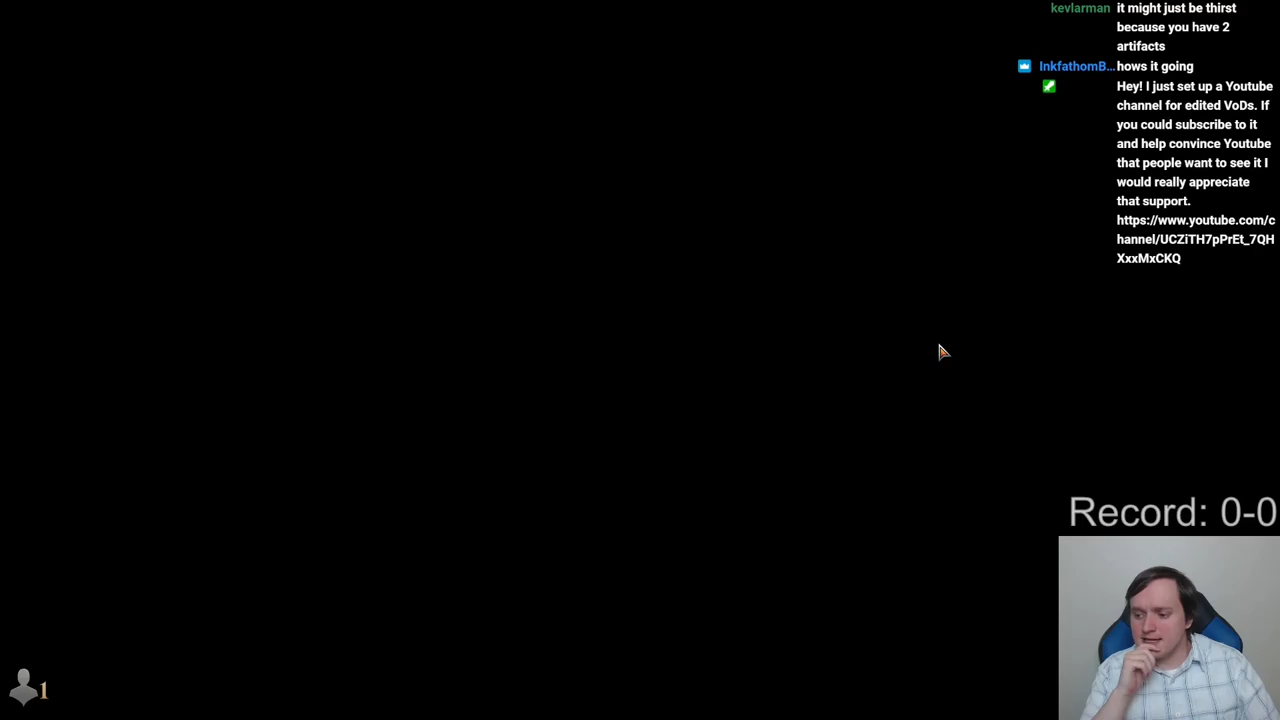 kevlarman it might just be thirst
because you have 2
artifacts
InkfathomB... hows it going
Hey! I just set up a Youtube
channel for edited VoDs. If
you could subscribe to it
and help convince Youtube
that people want to see it I
would really appreciate
that support.
https://www.youtube.com/c
hannel/UCZiTH7pPrEt_7QH
XxxMxCKQ
Record: 0-0
1